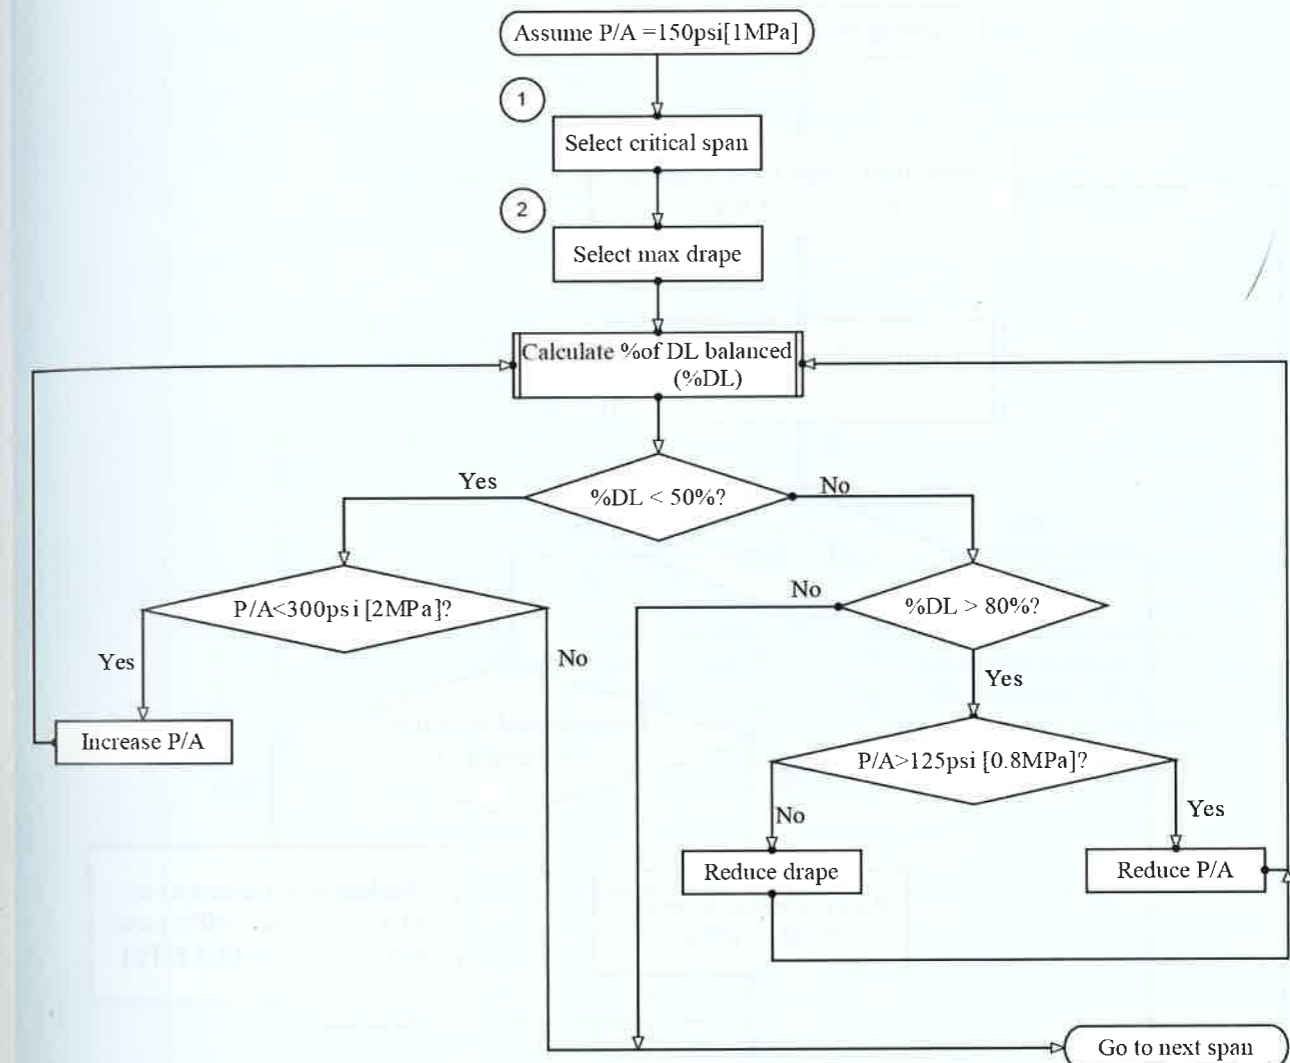 Assume P/A =150psi[1MPa]
1
Select critical span
2
Select max drape
Calculate %of DL balanced
(%DL)
%DL < 50%?
Yes
No
P/A<300psi [2MPa]?
Yes
No
%DL > 80%?
No
Yes
Increase P/A
P/A>125psi [0.8MPa]?
No
Yes
Reduce drape
Reduce P/A
Go to next span